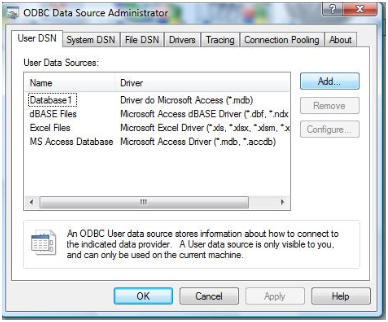 ODBC Data Source Administrator
User DSN System DSN File DSN Drivers Tracing Connection Pooling About
User Data Sources:
Name Driver
Database1 Driver do Microsoft Access (*.mdb)
dBASE Files Microsoft Access dBASE Driver (*.dbf, *.ndx
Excel Files Microsoft Excel Driver (*.xls, *.xlsx, *.xlsm, *.x
MS Access Database Microsoft Access Driver (*.mdb, *.accdb)
Add...
Remove
Configure...
An ODBC User data source stores information about how to connect to
the indicated data provider. A User data source is only visible to you,
and can only be used on the current machine.
OK Cancel Apply Help